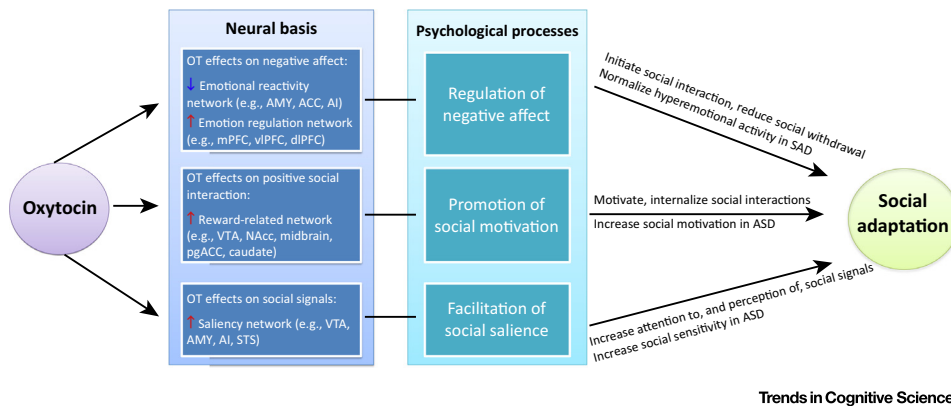 Neural basis
Psychological processes
Oxytocin
OT effects on negative affect:
↓ Emotional reactivity
network (e.g., AMY, ACC, AI)
↑ Emotion regulation network
(e.g., mPFC, vlPFC, dlPFC)
Regulation of
negative affect
Initiate social interaction, reduce social withdrawal
Normalize hyperemotional activity in SAD
OT effects on positive social
interaction:
↑ Reward-related network
(e.g., VTA, NAcc, midbrain,
pgACC, caudate)
Promotion of
social motivation
Motivate, internalize social interactions
Increase social motivation in ASD
OT effects on social signals:
↑ Saliency network (e.g., VTA,
AMY, AI, STS)
Facilitation of
social salience
Increase attention to, and perception of, social signals
Increase social sensitivity in ASD
Social
adaptation
Trends in Cognitive Science